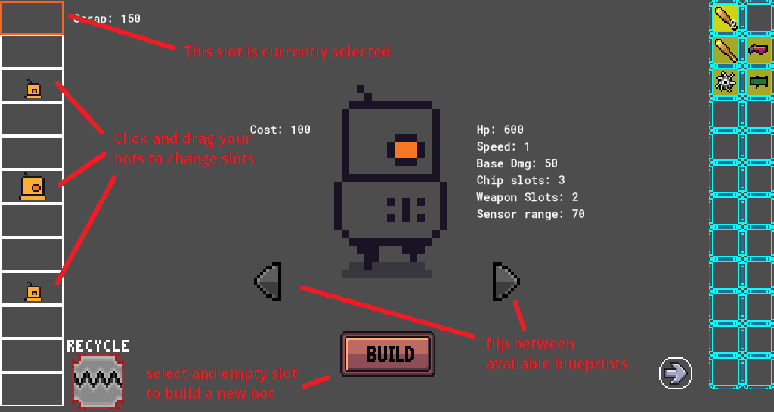 Scrap: 150
This slot is currently selected
Click and drag your
bots to change slots
Cost: 100
Hp: 600
Speed: 1
Base Dmg: 50
Chip slots: 3
Weapon Slots: 2
Sensor range: 70
flip between
available blueprints
RECYCLE
BUILD
select and empty slot
to build a new bot